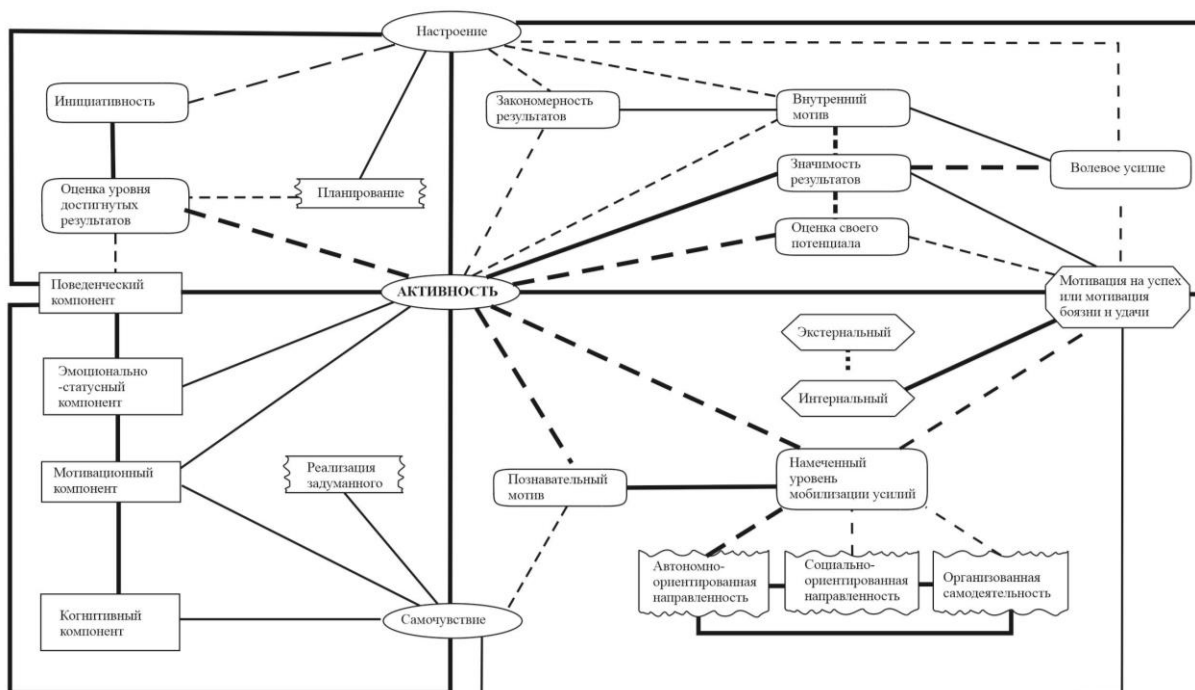 Настроение
Инициативность
Закономерность
результатов
Внутренний
мотив
Оценка уровня
достигнутых
результатов
Планирование
Значимость
результатов
Волевое усилие
Оценка своего
потенциала
Поведенческий
компонент
АКТИВНОСТЬ
Мотивация на успех
или мотивация
боязни н удачи
Экстернальный
Эмоционально
-статусный
компонент
Интернальный
Мотивационный
компонент
Реализация
задуманного
Познавательный
мотив
Намеченный
уровень
мобилизации усилий
Автономно-
ориентированная
направленность
Социально-
ориентированная
направленность
Организованная
самодеятельность
Когнитивный
компонент
Самочувствие